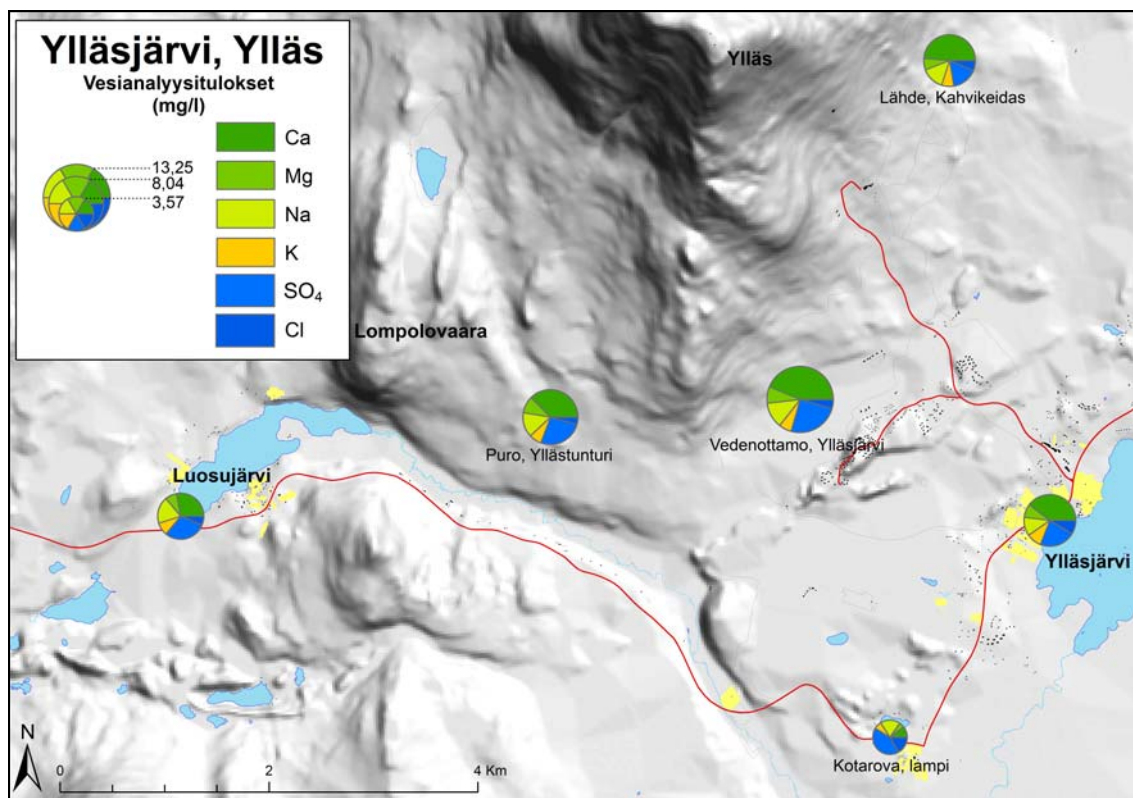 Ylläsjärvi, Ylläs
Vesianalyysitulokset
(mg/l)
13,25
8,04
3,57
Ca
Mg
Na
K
SO₄
Cl
Ylläs
Lähde, Kahvikeidas
Lompolovaara
Puro, Yllästunturi
Vedenottamo, Ylläsjärvi
Luosujärvi
Ylläsjärvi
Kotarova, lampi
N
0 2 4 Km